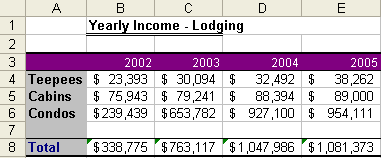 A B C D E
1 Yearly Income - Lodging
2
3 2002 2003 2004 2005
4 Teepees $ 23,393 $ 30,094 $ 32,492 $ 38,262
5 Cabins $ 75,943 $ 79,241 $ 88,394 $ 89,000
6 Condos $239,439 $653,782 $ 927,100 $ 954,111
7
8 Total $338,775 $763,117 $1,047,986 $1,081,373